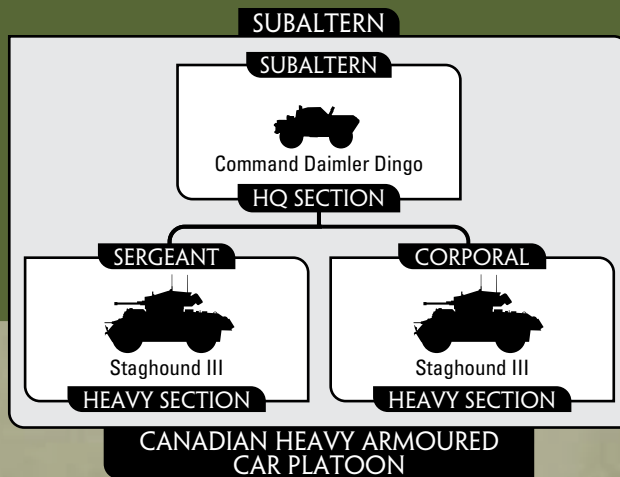 SUBALTERN
SUBALTERN
Command Daimler Dingo
HQ SECTION
SERGEANT
Staghound III
HEAVY SECTION
CORPORAL
Staghound III
HEAVY SECTION
CANADIAN HEAVY ARMOURED
CAR PLATOON